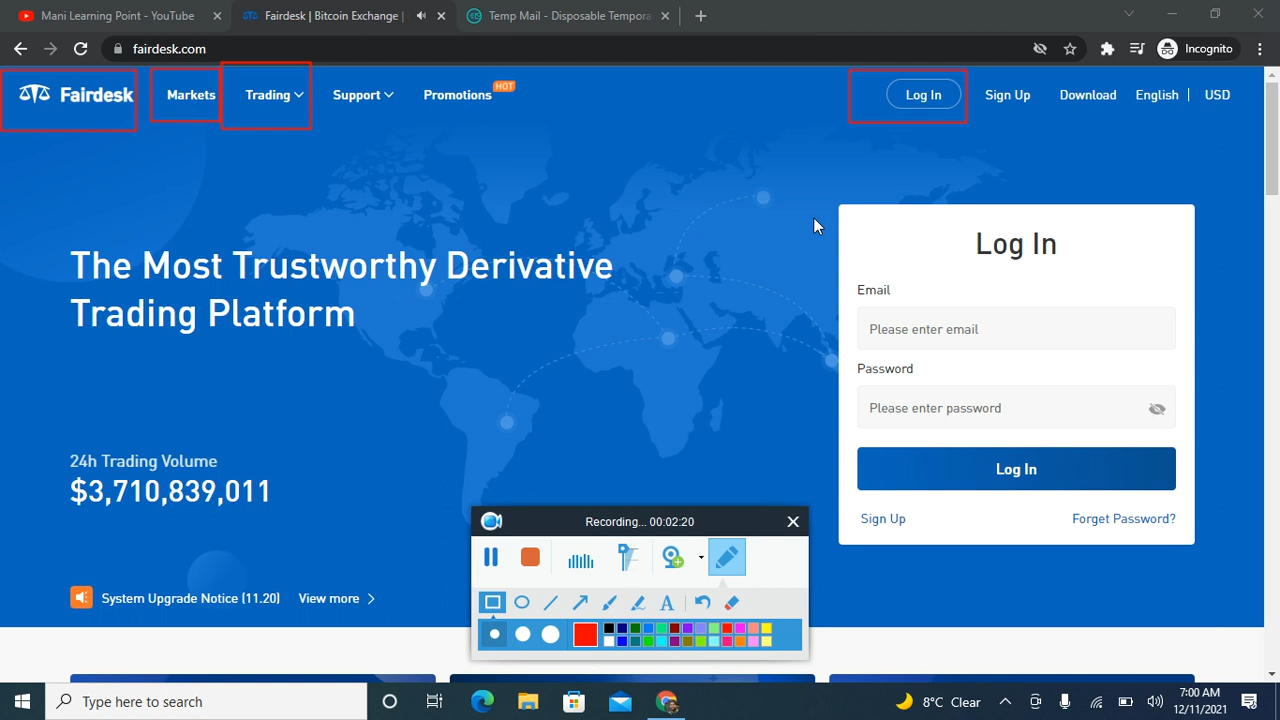 Mani Learning Point - YouTube
Fairdesk | Bitcoin Exchange |
Temp Mail - Disposable Tempora
fairdesk.com
Incognito
Fairdesk
Markets
Trading
Support
Promotions
HOT
Log In
Sign Up
Download
English
USD
The Most Trustworthy Derivative
Trading Platform
24h Trading Volume
$3,710,839,011
System Upgrade Notice (11.20)
View more
Log In
Email
Please enter email
Password
Please enter password
Log In
Sign Up
Forget Password?
Recording... 00:02:20
A
Type here to search
8°C Clear
7:00 AM
12/11/2021